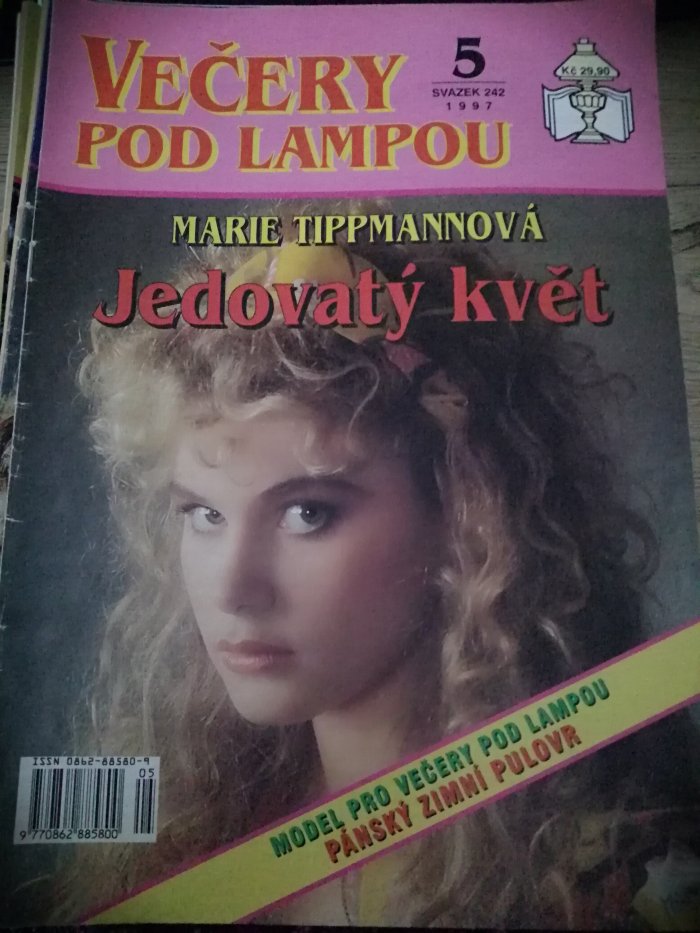 VEČERY
POD LAMPOU
5
SVAZEK 242
1997
Kč 29,90
MARIE TIPPMANNOVÁ
Jedovatý květ
MODEL PRO VEČERY POD LAMPOU
PÁNSKÝ ZIMNÍ PULOVR
ISSN 0862-88580-9
05
9 770862 885800